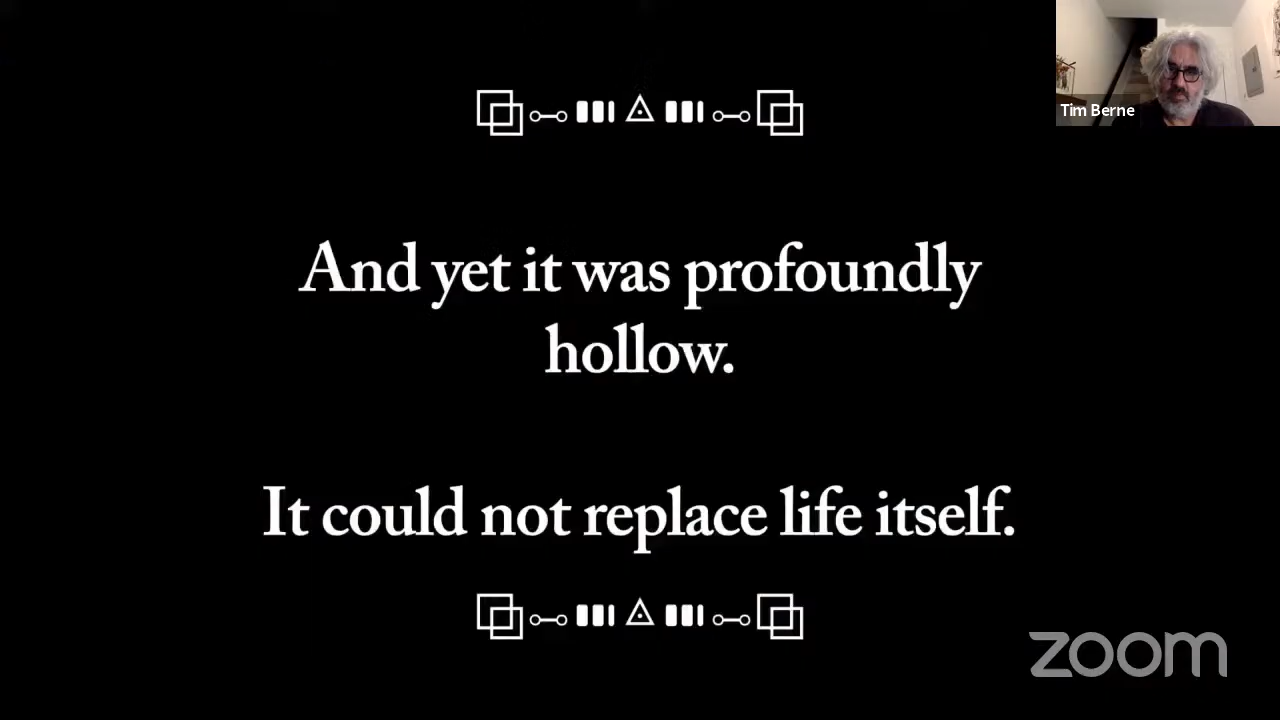 Tim Berne
And yet it was profoundly
hollow.
It could not replace life itself.
zoom